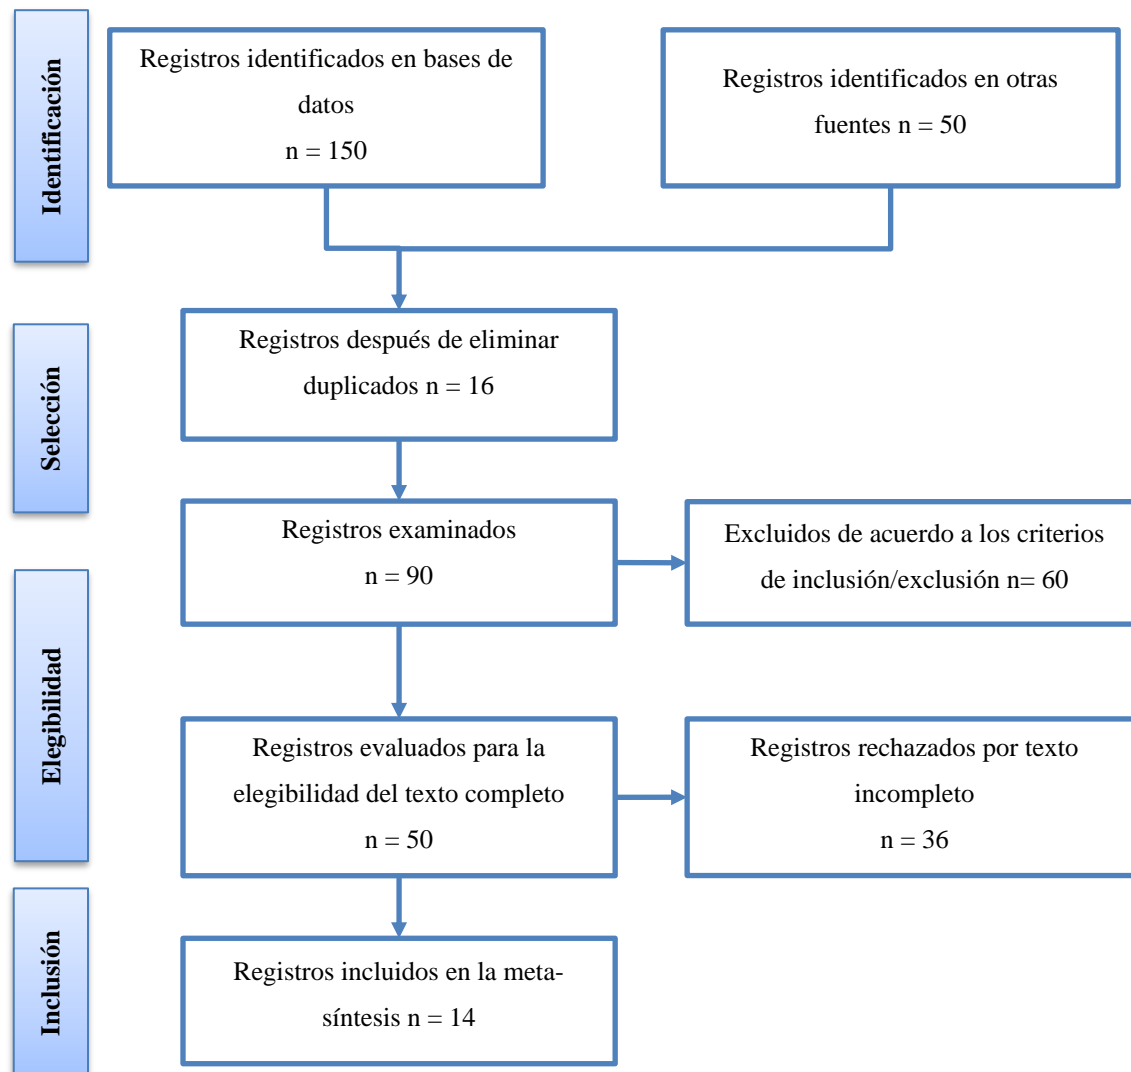 Identificación
Registros identificados en bases de
datos
n = 150
Registros identificados en otras
fuentes n = 50
Selección
Registros después de eliminar
duplicados n = 16
Registros examinados
n = 90
Excluidos de acuerdo a los criterios
de inclusión/exclusión n= 60
Elegibilidad
Registros evaluados para la
elegibilidad del texto completo
n = 50
Registros rechazados por texto
incompleto
n = 36
Inclusión
Registros incluidos en la meta-
síntesis n = 14